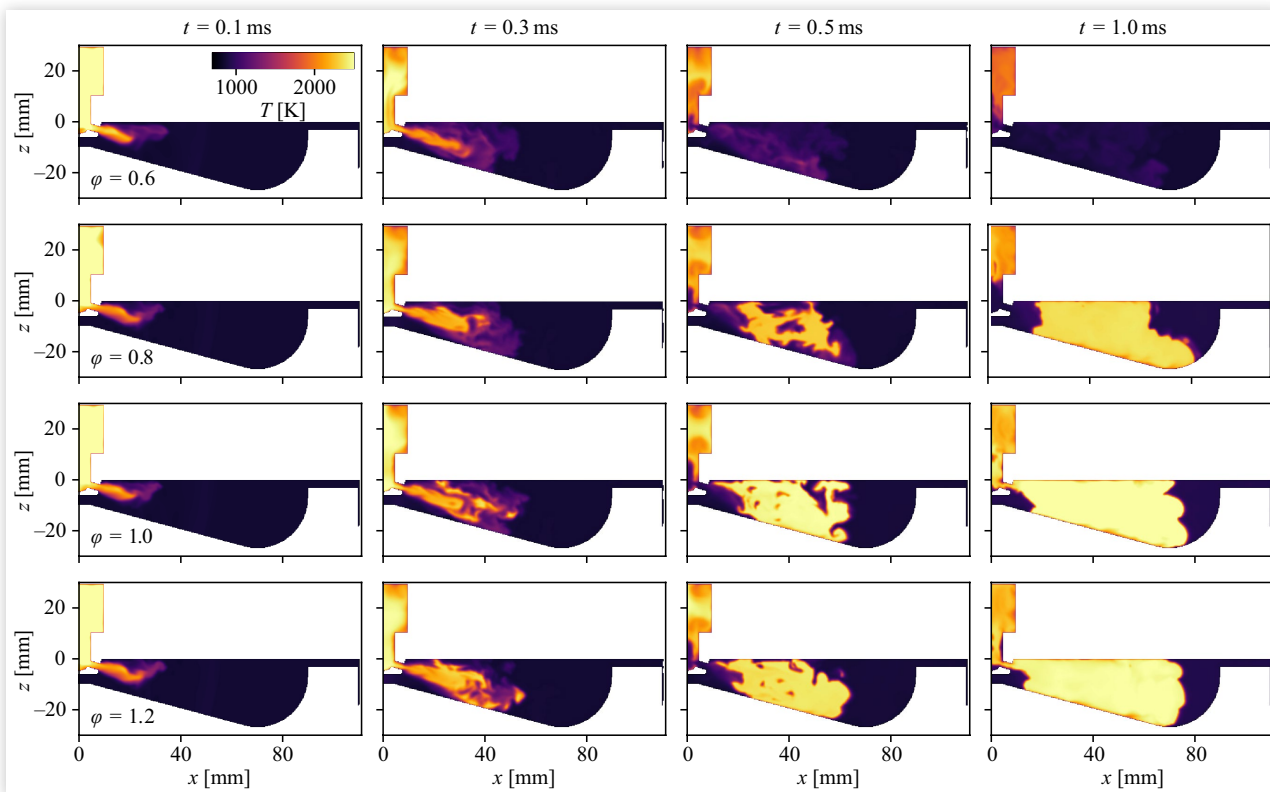 t = 0.1 ms t = 0.3 ms t = 0.5 ms t = 1.0 ms
20
0
−20
z [mm]
1000 2000
T [K]
φ = 0.6
20
0
−20
z [mm]
φ = 0.8
20
0
−20
z [mm]
φ = 1.0
20
0
−20
z [mm]
φ = 1.2
0 40 80 0 40 80 0 40 80 0 40 80
x [mm] x [mm] x [mm] x [mm]